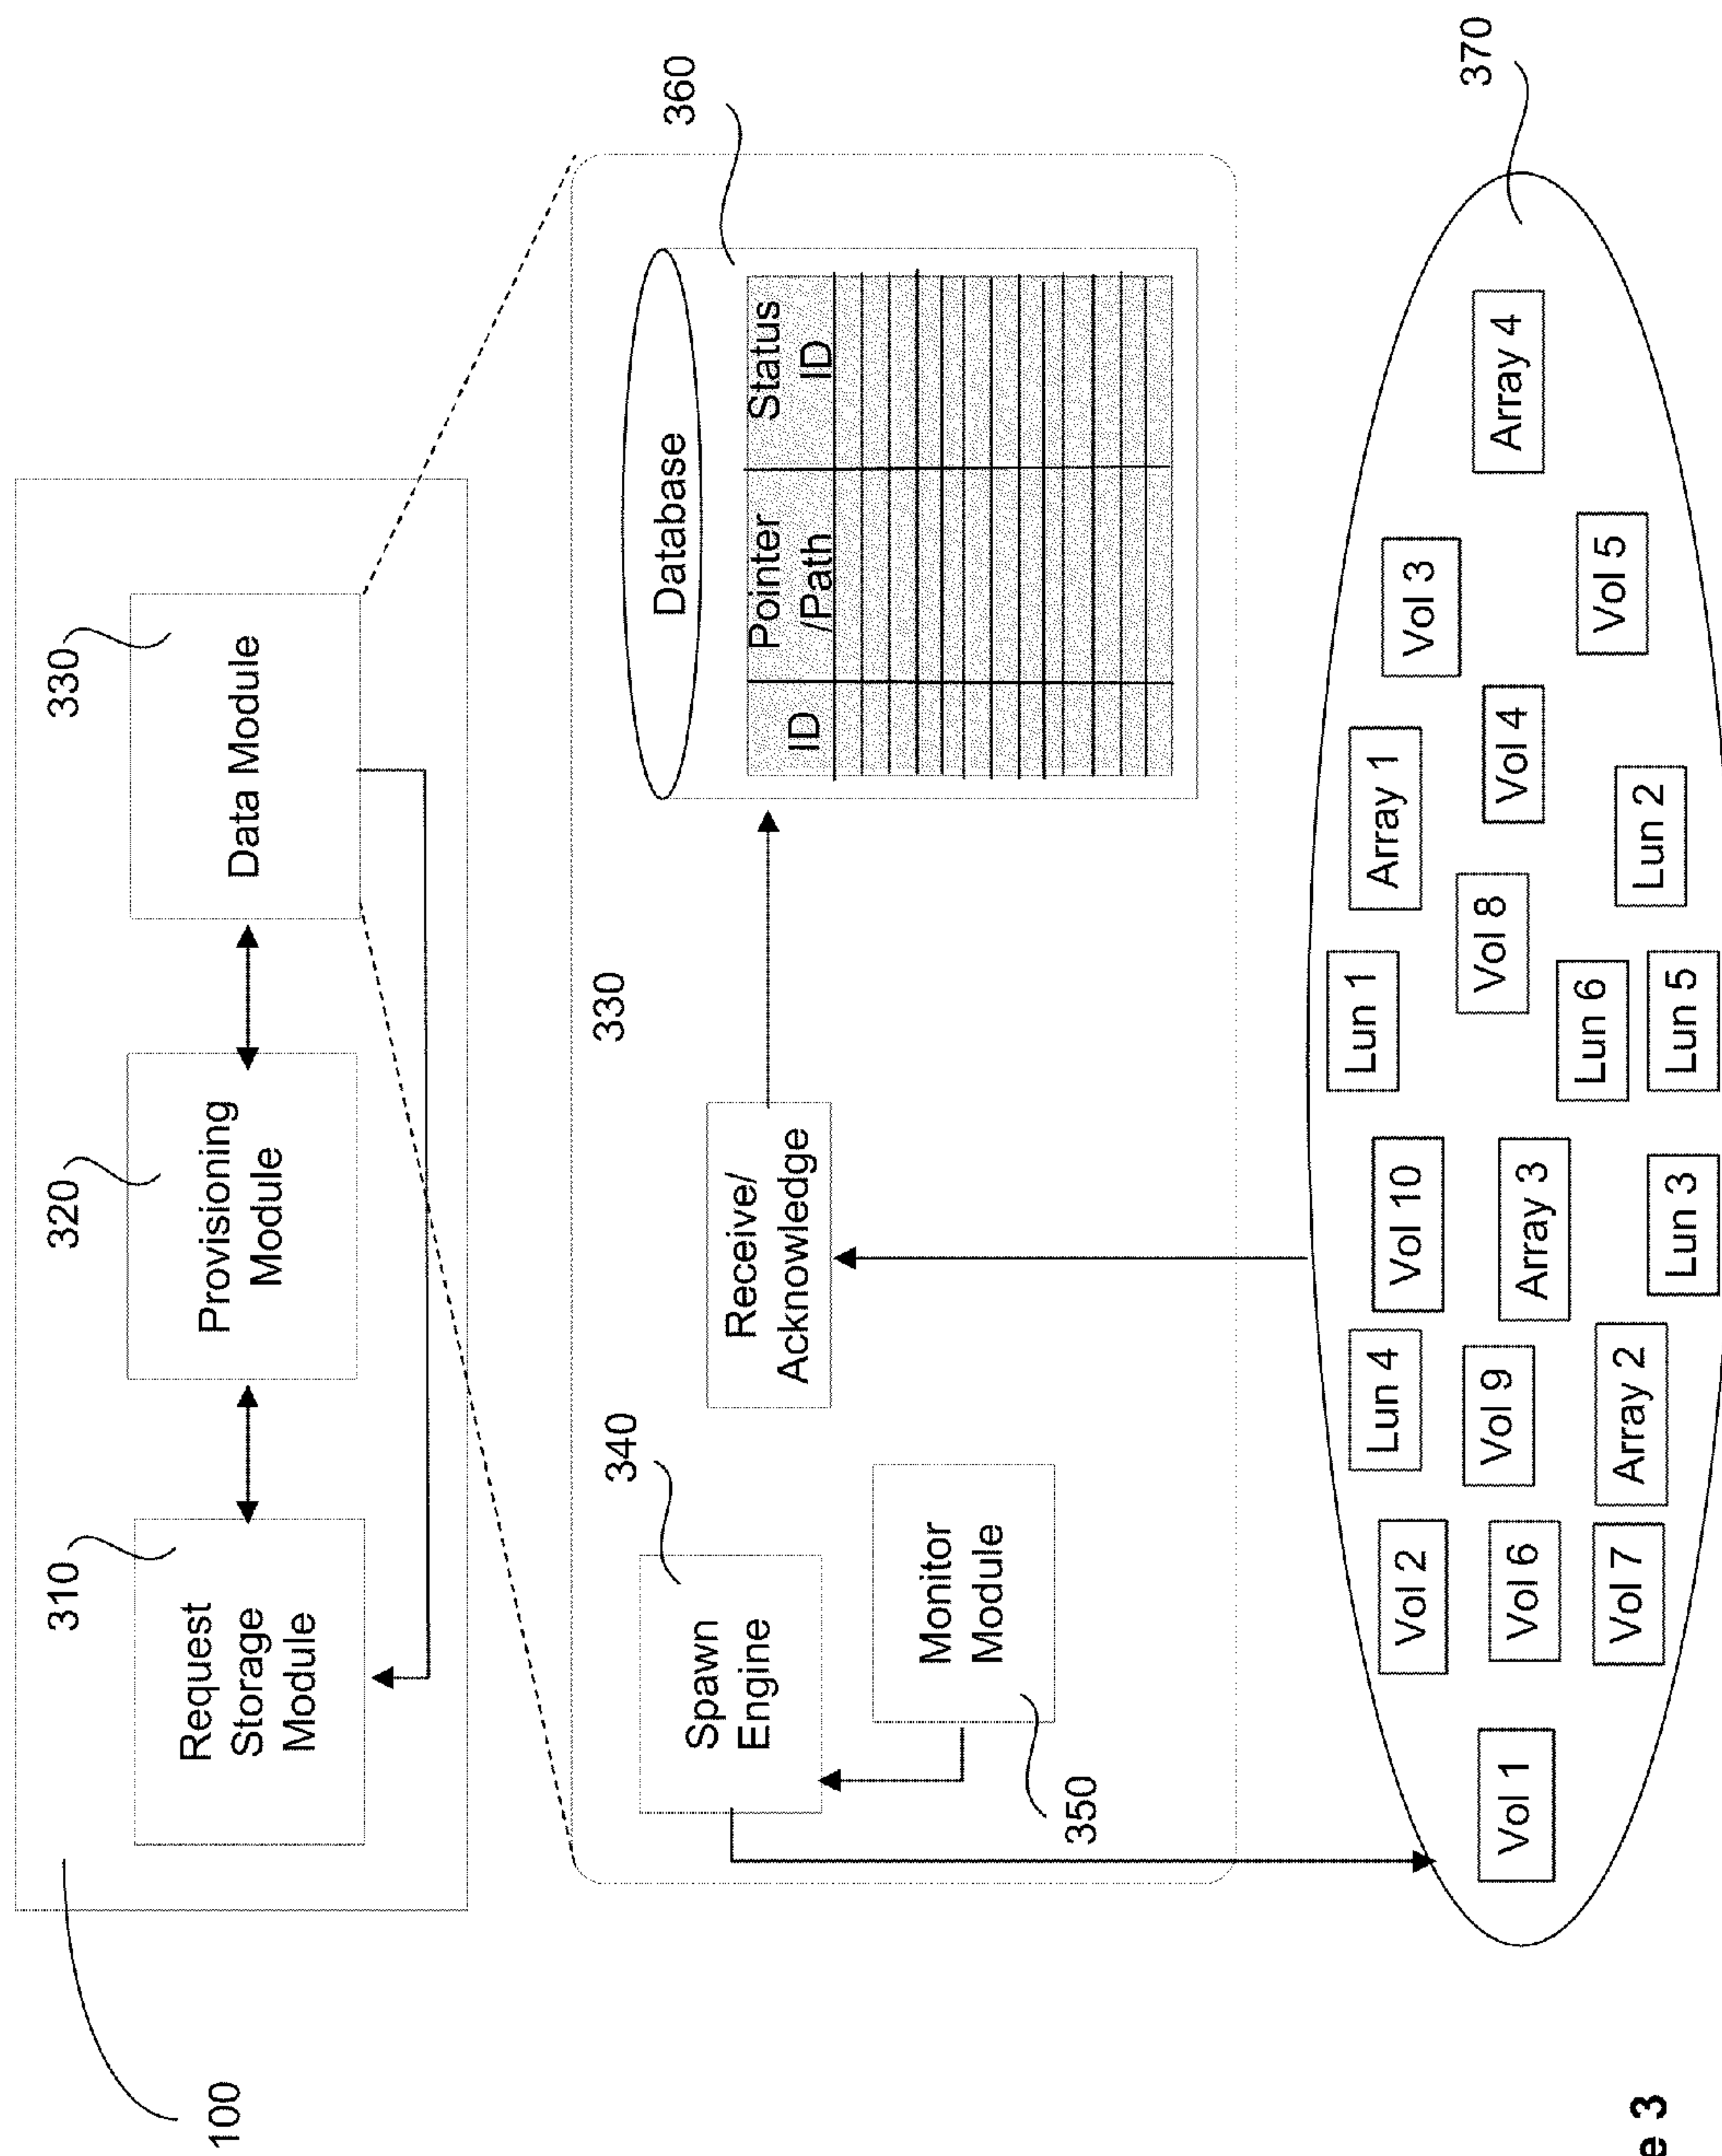 100
310
320
330
Request
Storage
Module
Provisioning
Module
Data Module
340
330
360
Spawn
Engine
Monitor
Module
350
Receive/
Acknowledge
Database
ID
Pointer
/Path
Status
ID
370
Vol 1
Vol 2
Vol 6
Vol 7
Lun 4
Vol 9
Array 2
Vol 10
Array 3
Lun 3
Lun 1
Lun 6
Lun 5
Vol 8
Array 1
Lun 2
Vol 4
Vol 3
Vol 5
Array 4
e 3